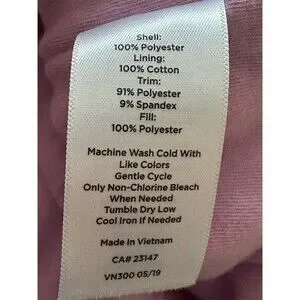 Shell:
100% Polyester
Lining:
100% Cotton
Trim:
91% Polyester
9% Spandex
Fill:
100% Polyester
Machine Wash Cold With
Like Colors
Gentle Cycle
Only Non-Chlorine Bleach
When Needed
Tumble Dry Low
Cool Iron If Needed
Made In Vietnam
CA# 23147
VN300 05/19